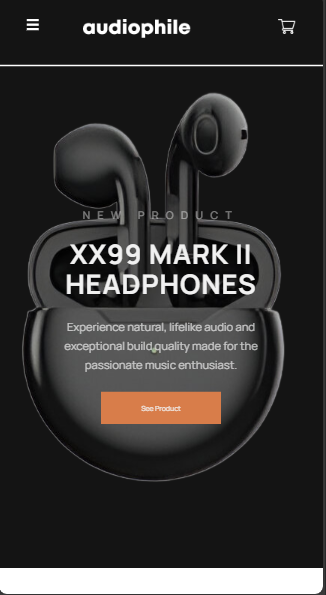 audiophile
NEW PRODUCT
XX99 MARK II
HEADPHONES
Experience natural, lifelike audio and
exceptional build quality made for the
passionate music enthusiast.
See Product